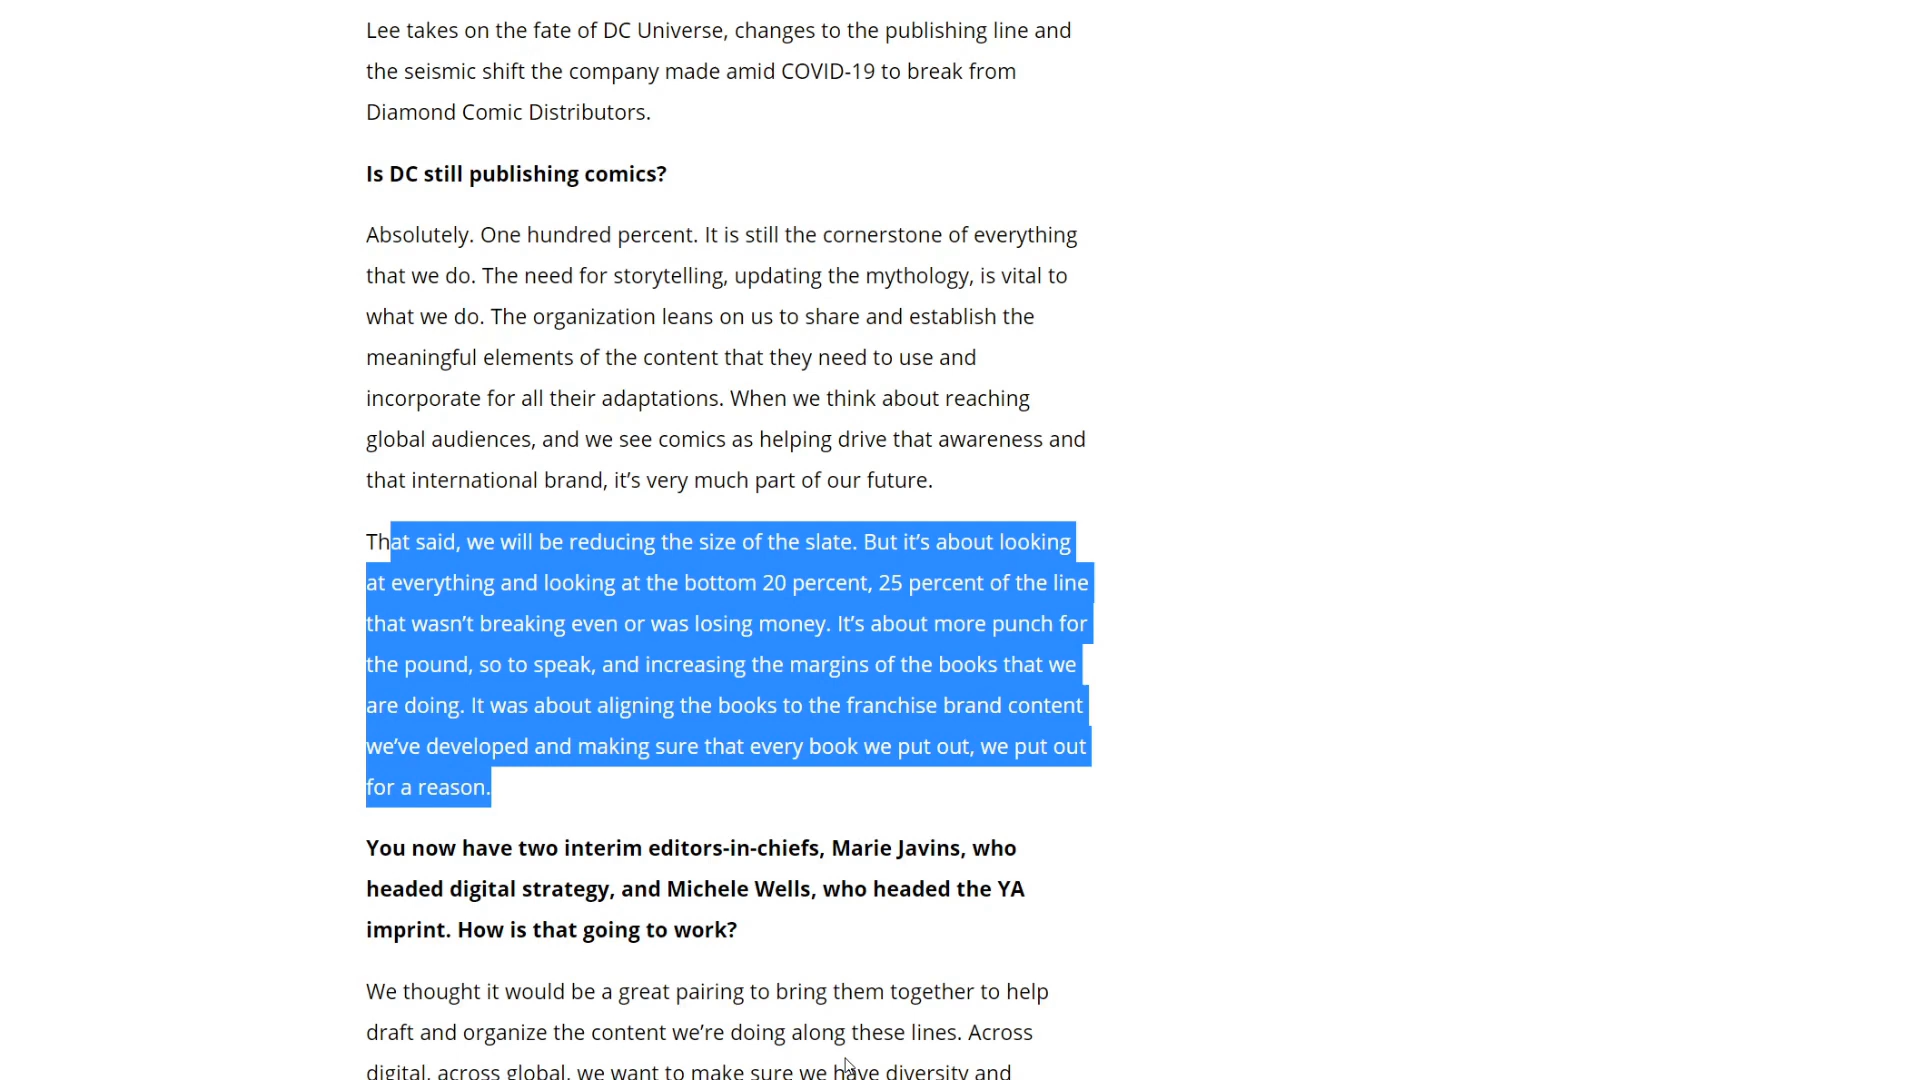 Lee takes on the fate of DC Universe, changes to the publishing line and
the seismic shift the company made amid COVID-19 to break from
Diamond Comic Distributors.
Is DC still publishing comics?
Absolutely. One hundred percent. It is still the cornerstone of everything
that we do. The need for storytelling, updating the mythology, is vital to
what we do. The organization leans on us to share and establish the
meaningful elements of the content that they need to use and
incorporate for all their adaptations. When we think about reaching
global audiences, and we see comics as helping drive that awareness and
that international brand, it’s very much part of our future.
That said, we will be reducing the size of the slate. But it’s about looking
at everything and looking at the bottom 20 percent, 25 percent of the line
that wasn’t breaking even or was losing money. It’s about more punch for
the pound, so to speak, and increasing the margins of the books that we
are doing. It was about aligning the books to the franchise brand content
we’ve developed and making sure that every book we put out, we put out
for a reason.
You now have two interim editors-in-chiefs, Marie Javins, who
headed digital strategy, and Michele Wells, who headed the YA
imprint. How is that going to work?
We thought it would be a great pairing to bring them together to help
draft and organize the content we’re doing along these lines. Across
digital, across global, we want to make sure we have diversity and